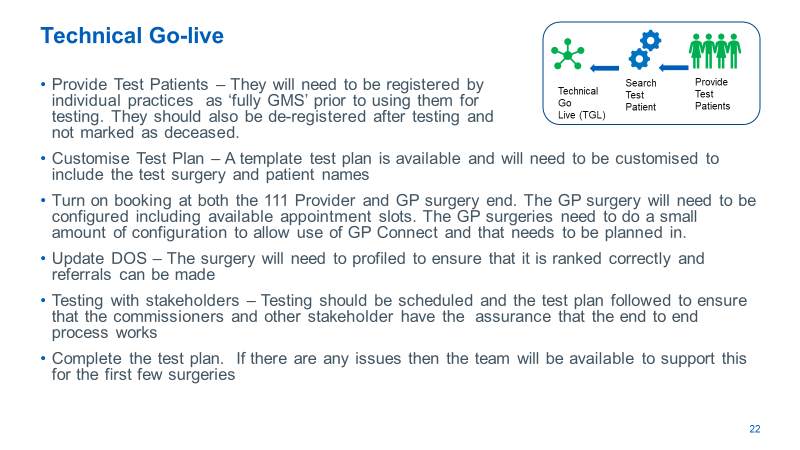 Technical Go-live
Technical
Go
Live (TGL)
Search
Test
Patient
Provide
Test
Patients
• Provide Test Patients – They will need to be registered by
individual practices as ‘fully GMS’ prior to using them for
testing. They should also be de-registered after testing and
not marked as deceased.
• Customise Test Plan – A template test plan is available and will need to be customised to
include the test surgery and patient names
• Turn on booking at both the 111 Provider and GP surgery end. The GP surgery will need to be
configured including available appointment slots. The GP surgeries need to do a small
amount of configuration to allow use of GP Connect and that needs to be planned in.
• Update DOS – The surgery will need to profiled to ensure that it is ranked correctly and
referrals can be made
• Testing with stakeholders – Testing should be scheduled and the test plan followed to ensure
that the commissioners and other stakeholder have the assurance that the end to end
process works
• Complete the test plan. If there are any issues then the team will be available to support this
for the first few surgeries
22